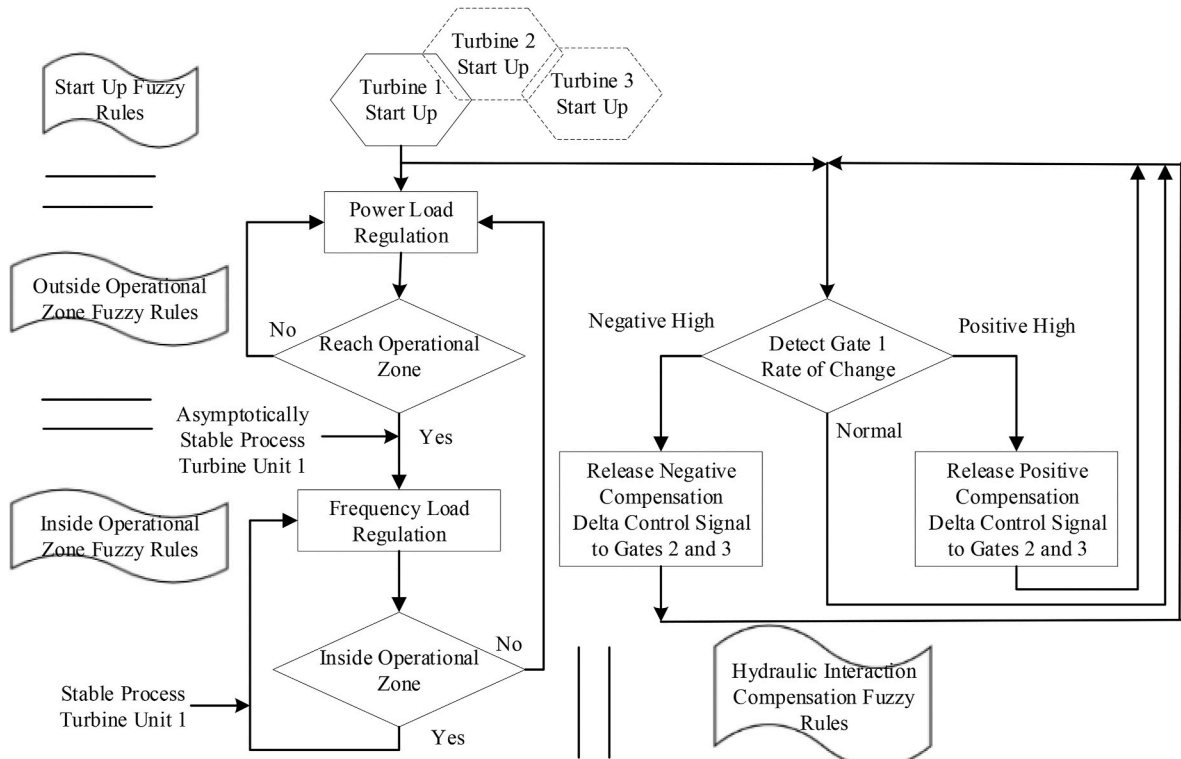 Turbine 2
Start Up
Turbine 1
Start Up
Turbine 3
Start Up
Start Up Fuzzy
Rules
Power Load
Regulation
Outside Operational
Zone Fuzzy Rules
No
Reach Operational
Zone
Negative High
Positive High
Detect Gate 1
Rate of Change
Asymptotically
Stable Process
Turbine Unit 1
Yes
Normal
Release Negative
Compensation
Delta Control Signal
to Gates 2 and 3
Release Positive
Compensation
Delta Control Signal
to Gates 2 and 3
Inside Operational
Zone Fuzzy Rules
Frequency Load
Regulation
Inside Operational
Zone
No
Stable Process
Turbine Unit 1
Yes
Hydraulic Interaction
Compensation Fuzzy
Rules